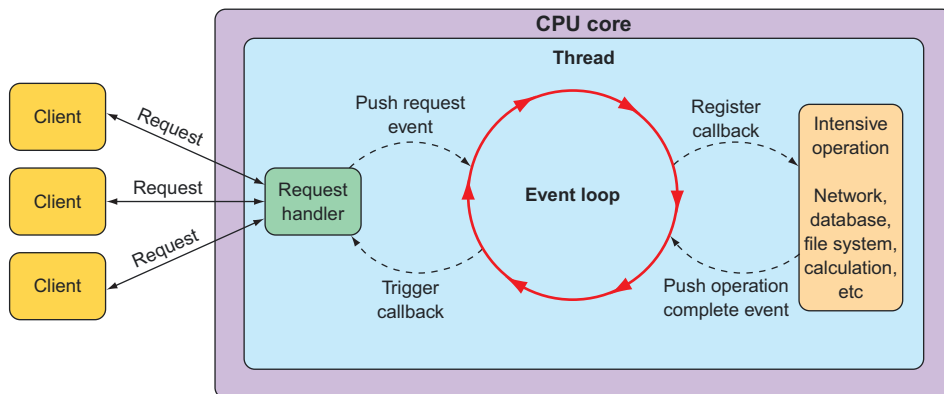 CPU core
Thread
Client
Request
Client
Request
Client
Request
Request
handler
Push request
event
Trigger
callback
Event loop
Register
callback
Push operation
complete event
Intensive
operation
Network,
database,
file system,
calculation,
etc